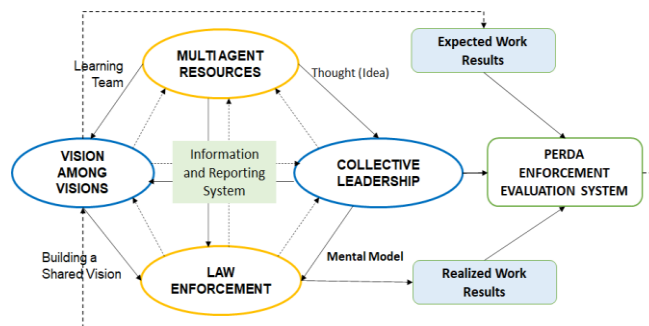 Expected Work
Results
MULTI AGENT
RESOURCES
Learning
Team
Thought (Idea)
Information
and Reporting
System
VISION
AMONG
VISIONS
COLLECTIVE
LEADERSHIP
PERDA
ENFORCEMENT
EVALUATION SYSTEM
Building a
Shared Vision
Mental Model
LAW
ENFORCEMENT
Realized Work
Results